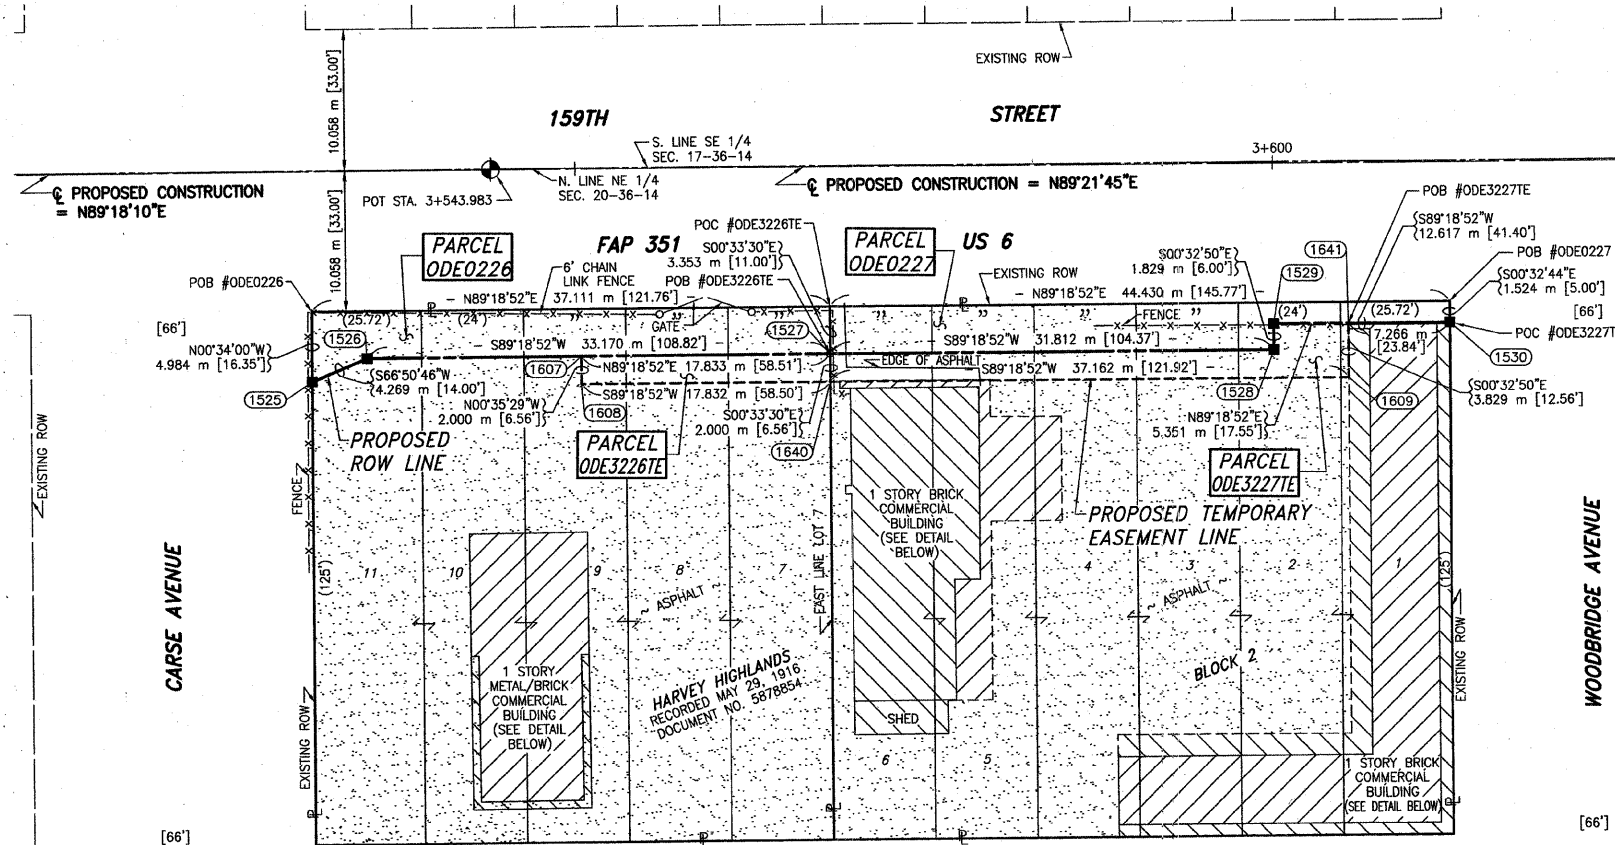 EXISTING ROW
10.058 m [33.00']
159TH
STREET
S. LINE SE 1/4
SEC. 17-36-14
3+600
℄ PROPOSED CONSTRUCTION
= N89°18'10"E
POT STA. 3+543.983
N. LINE NE 1/4
SEC. 20-36-14
℄ PROPOSED CONSTRUCTION = N89°21'45"E
POB #ODE3227TE
S89°18'52"W
12.617 m [41.40']
10.058 m [33.00']
PARCEL
ODE0226
FAP 351
POC #ODE3226TE
S00°33'30"E
3.353 m [11.00']
PARCEL
ODE0227
US 6
S00°32'50"E
1.829 m [6.00']
1641
1529
POB #ODE0227
S00°32'44"E
1.524 m [5.00']
POB #ODE0226
6' CHAIN
LINK FENCE
POB #ODE3226TE
EXISTING ROW
N89°18'52"E 37.111 m [121.76']
N89°18'52"E 44.430 m [145.77']
[66']
[66']
(25.72')
(24')
GATE
1527
FENCE
(24')
(25.72')
POC #ODE3227T
N00°34'00"W
4.984 m [16.35']
1526
S89°18'52"W 33.170 m [108.82']
S89°18'52"W 31.812 m [104.37']
7.266 m
[23.84']
1530
EDGE OF ASPHALT
S66°50'46"W
4.269 m [14.00']
1607
N89°18'52"E 17.833 m [58.51']
S89°18'52"W 37.162 m [121.92']
1525
N00°35'29"W
2.000 m [6.56']
1608
S89°18'52"W 17.832 m [58.50']
S00°33'30"E
2.000 m [6.56']
1528
1609
S00°32'50"E
3.829 m [12.56']
N89°18'52"E
5.351 m [17.55']
PROPOSED
ROW LINE
PARCEL
ODE3226TE
1640
PARCEL
ODE3227TE
EXISTING ROW
FENCE
1 STORY BRICK
COMMERCIAL
BUILDING
(SEE DETAIL
BELOW)
PROPOSED TEMPORARY
EASEMENT LINE
CARSE AVENUE
WOODBRIDGE AVENUE
(125')
11
10
9
8
7
EAST LINE LOT 7
4
3
2
1
(125')
ASPHALT
ASPHALT
EXISTING ROW
1 STORY
METAL/BRICK
COMMERCIAL
BUILDING
(SEE DETAIL
BELOW)
HARVEY HIGHLANDS
RECORDED MAY 29, 1916
DOCUMENT NO. 5878854
BLOCK 2
SHED
EXISTING ROW
6
5
1 STORY BRICK
COMMERCIAL
BUILDING
(SEE DETAIL BELOW)
[66']
[66']